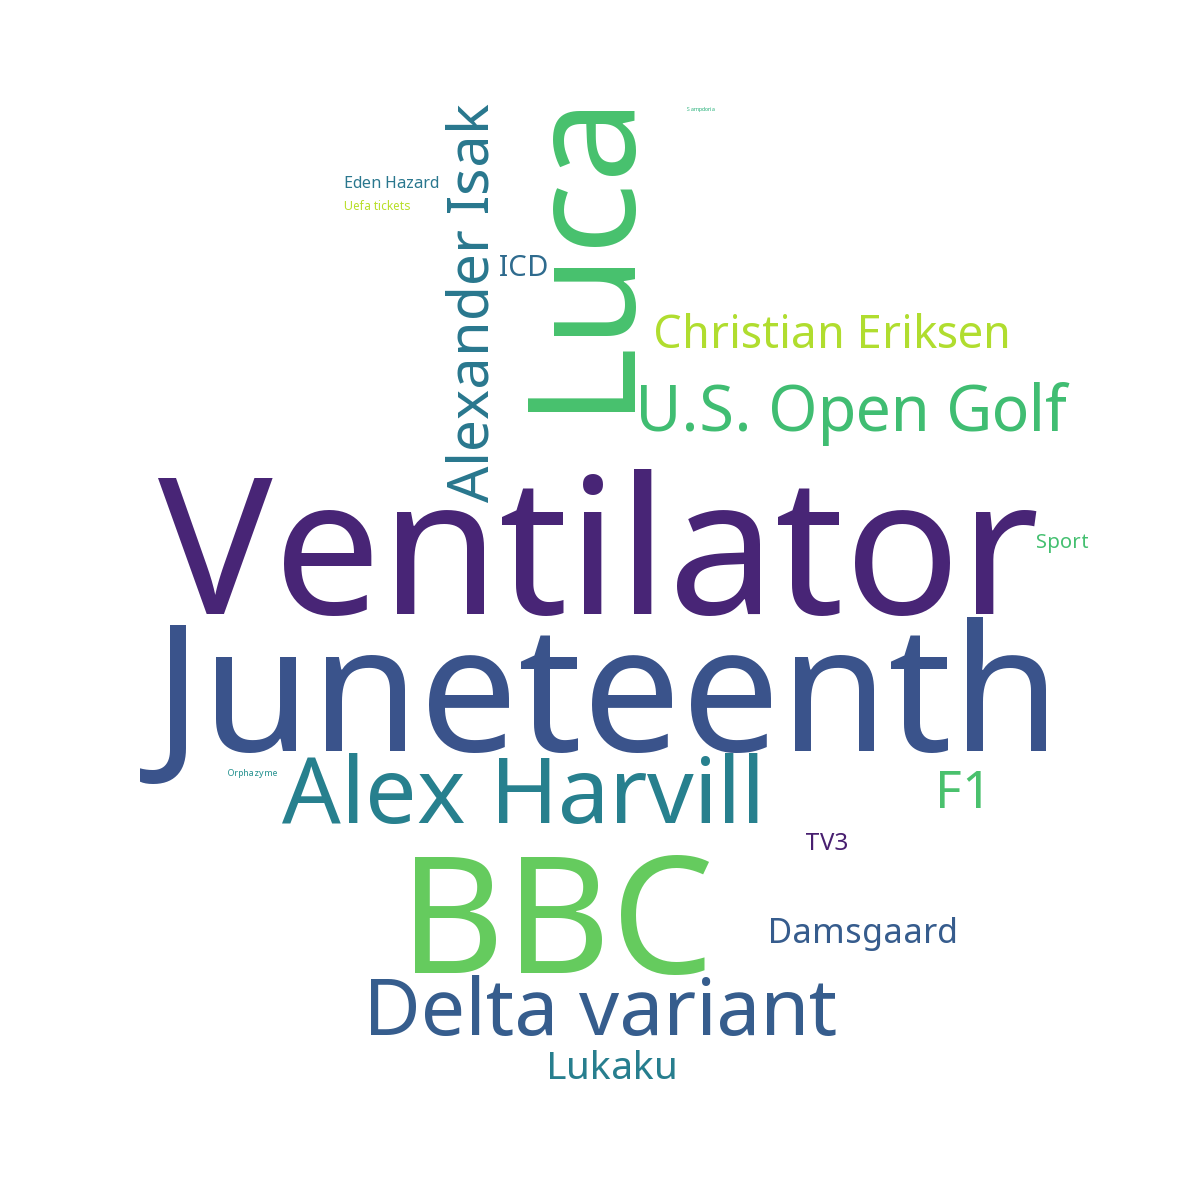 Sampdoria
Alexander Isak
Luca
Eden Hazard
Uefa tickets
ICD
Christian Eriksen
U.S. Open Golf
Ventilator
Sport
Juneteenth
Orphazyme
Alex Harvill
F1
TV3
BBC
Damsgaard
Delta variant
Lukaku